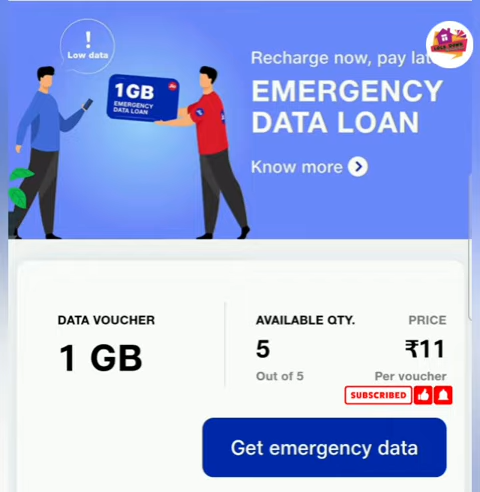 !
Low data
1GB
EMERGENCY
DATA LOAN
Recharge now, pay lat
EMERGENCY
DATA LOAN
Know more
DATA VOUCHER
1 GB
AVAILABLE QTY.
5
Out of 5
PRICE
₹11
Per voucher
SUBSCRIBED
Get emergency data